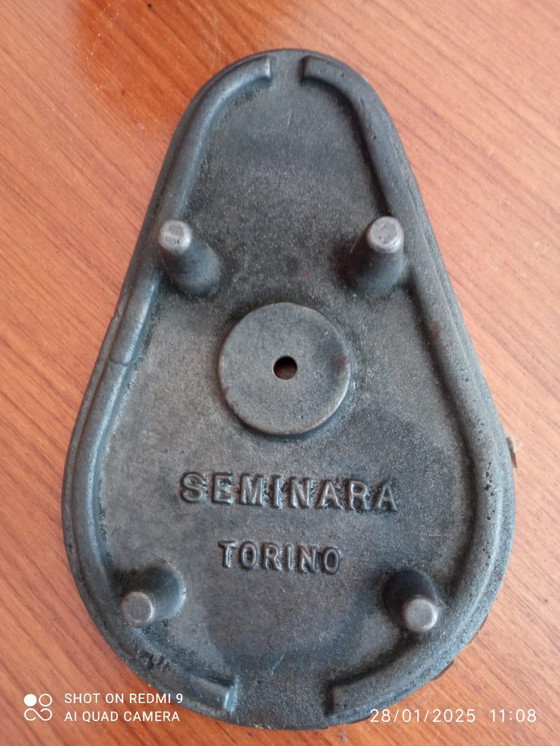 SEMINARA
TORINO
SHOT ON REDMI 9
AI QUAD CAMERA
28/01/2025 11:08